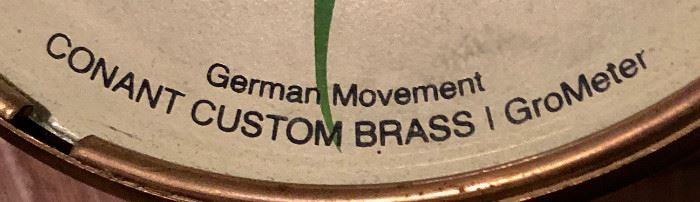 German Movement
CONANT CUSTOM BRASS | GroMeter